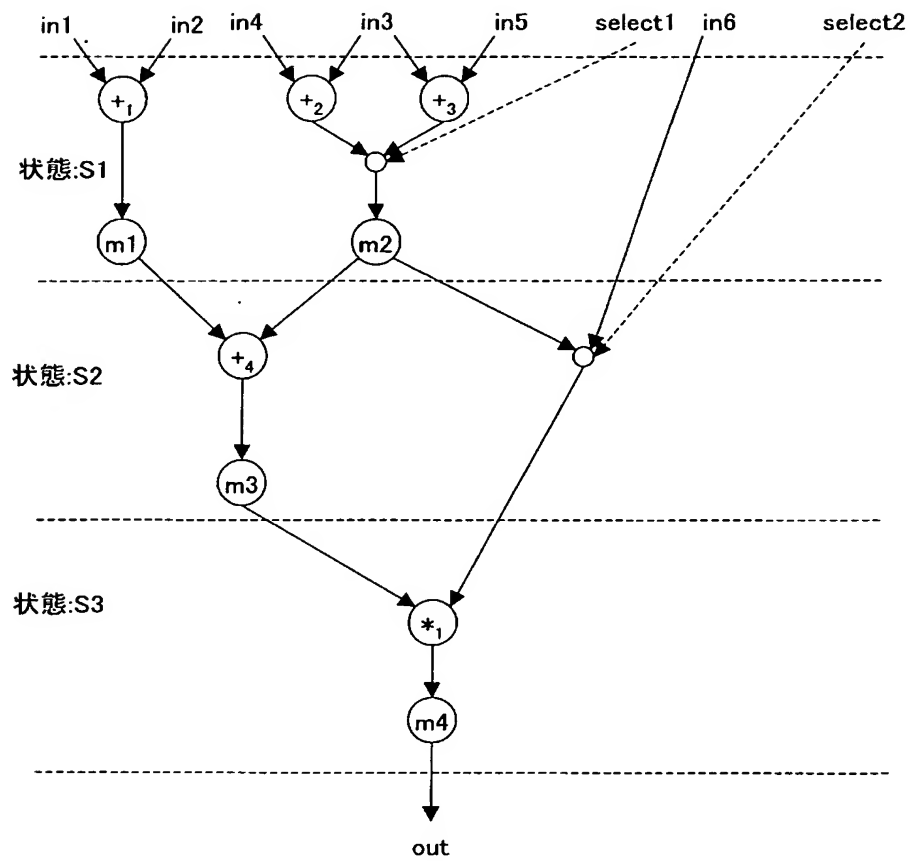 in1 in2 in4 in3 in5 select1 in6 select2
+1 +2 +3
状態:S1
m1 m2
+4
状態:S2
m3
状態:S3
*1
m4
out